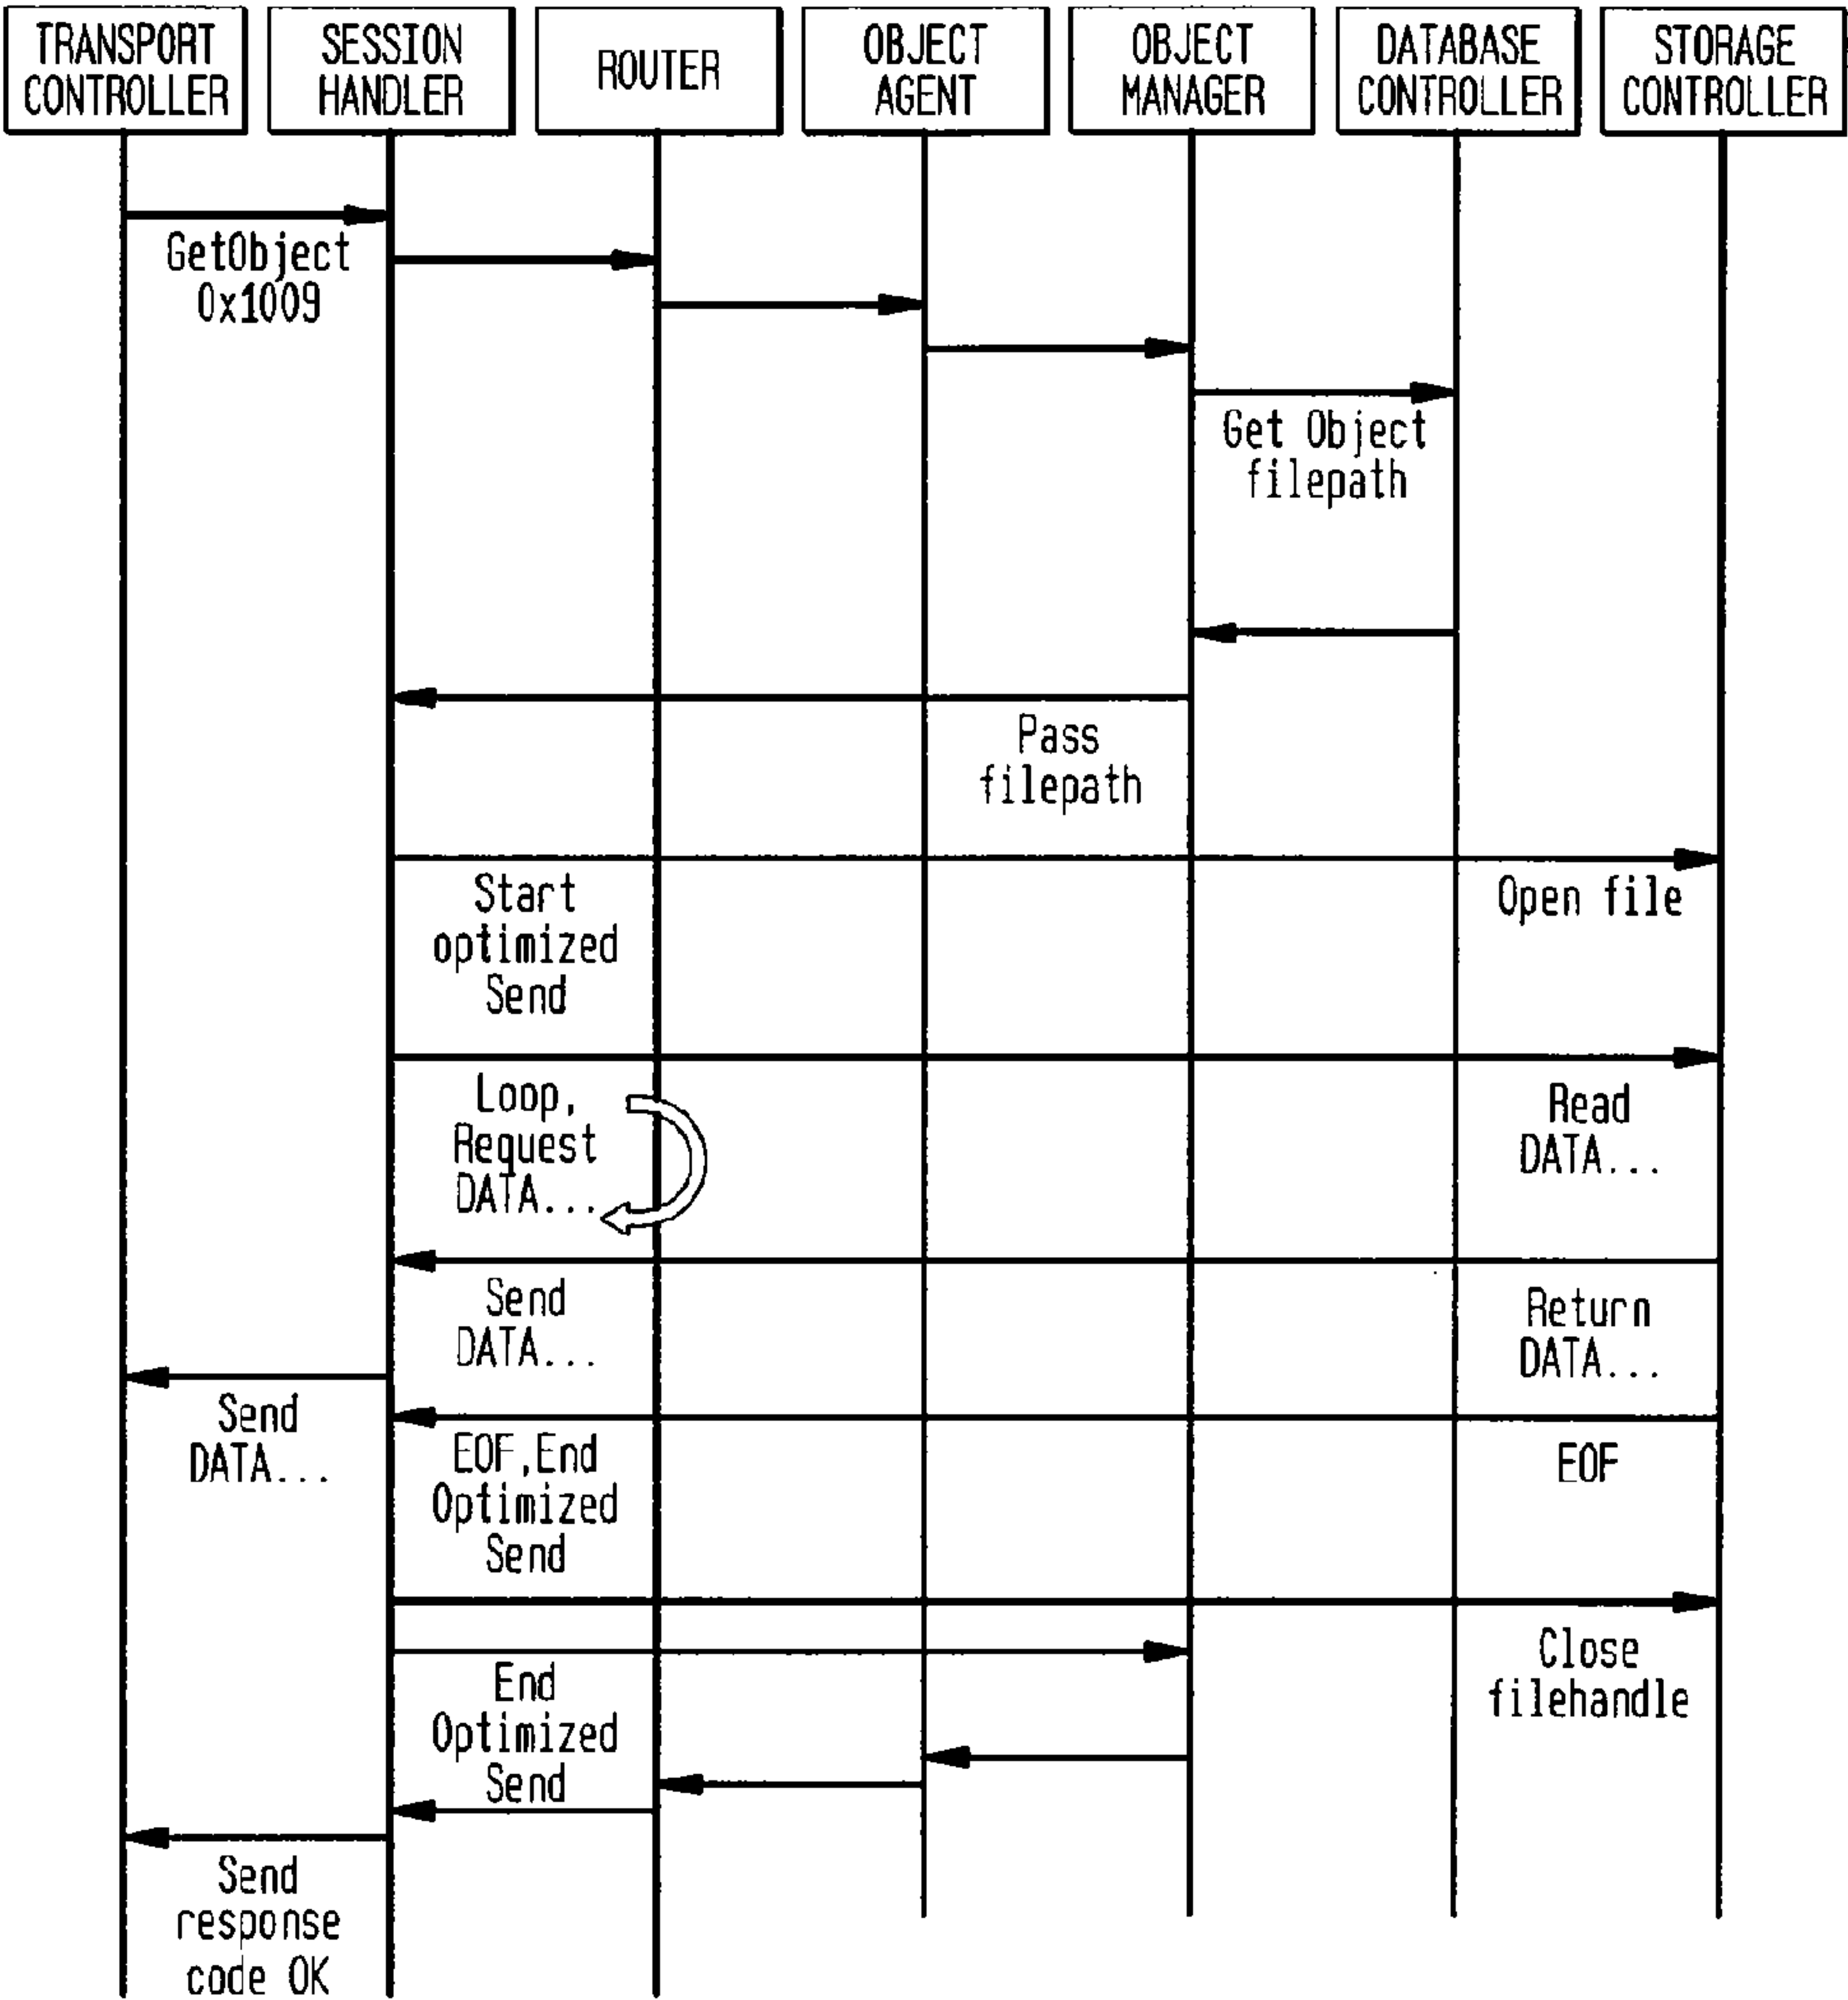 TRANSPORT
CONTROLLER
SESSION
HANDLER
ROUTER
OBJECT
AGENT
OBJECT
MANAGER
DATABASE
CONTROLLER
STORAGE
CONTROLLER
GetObject
0x1009
Get Object
filepath
Pass
filepath
Start
optimized
Send
Open file
Loop,
Request
DATA...
Read
DATA...
Send
DATA...
Return
DATA...
Send
DATA...
EOF,End
Optimized
Send
EOF
Close
filehandle
End
Optimized
Send
Send
response
code OK